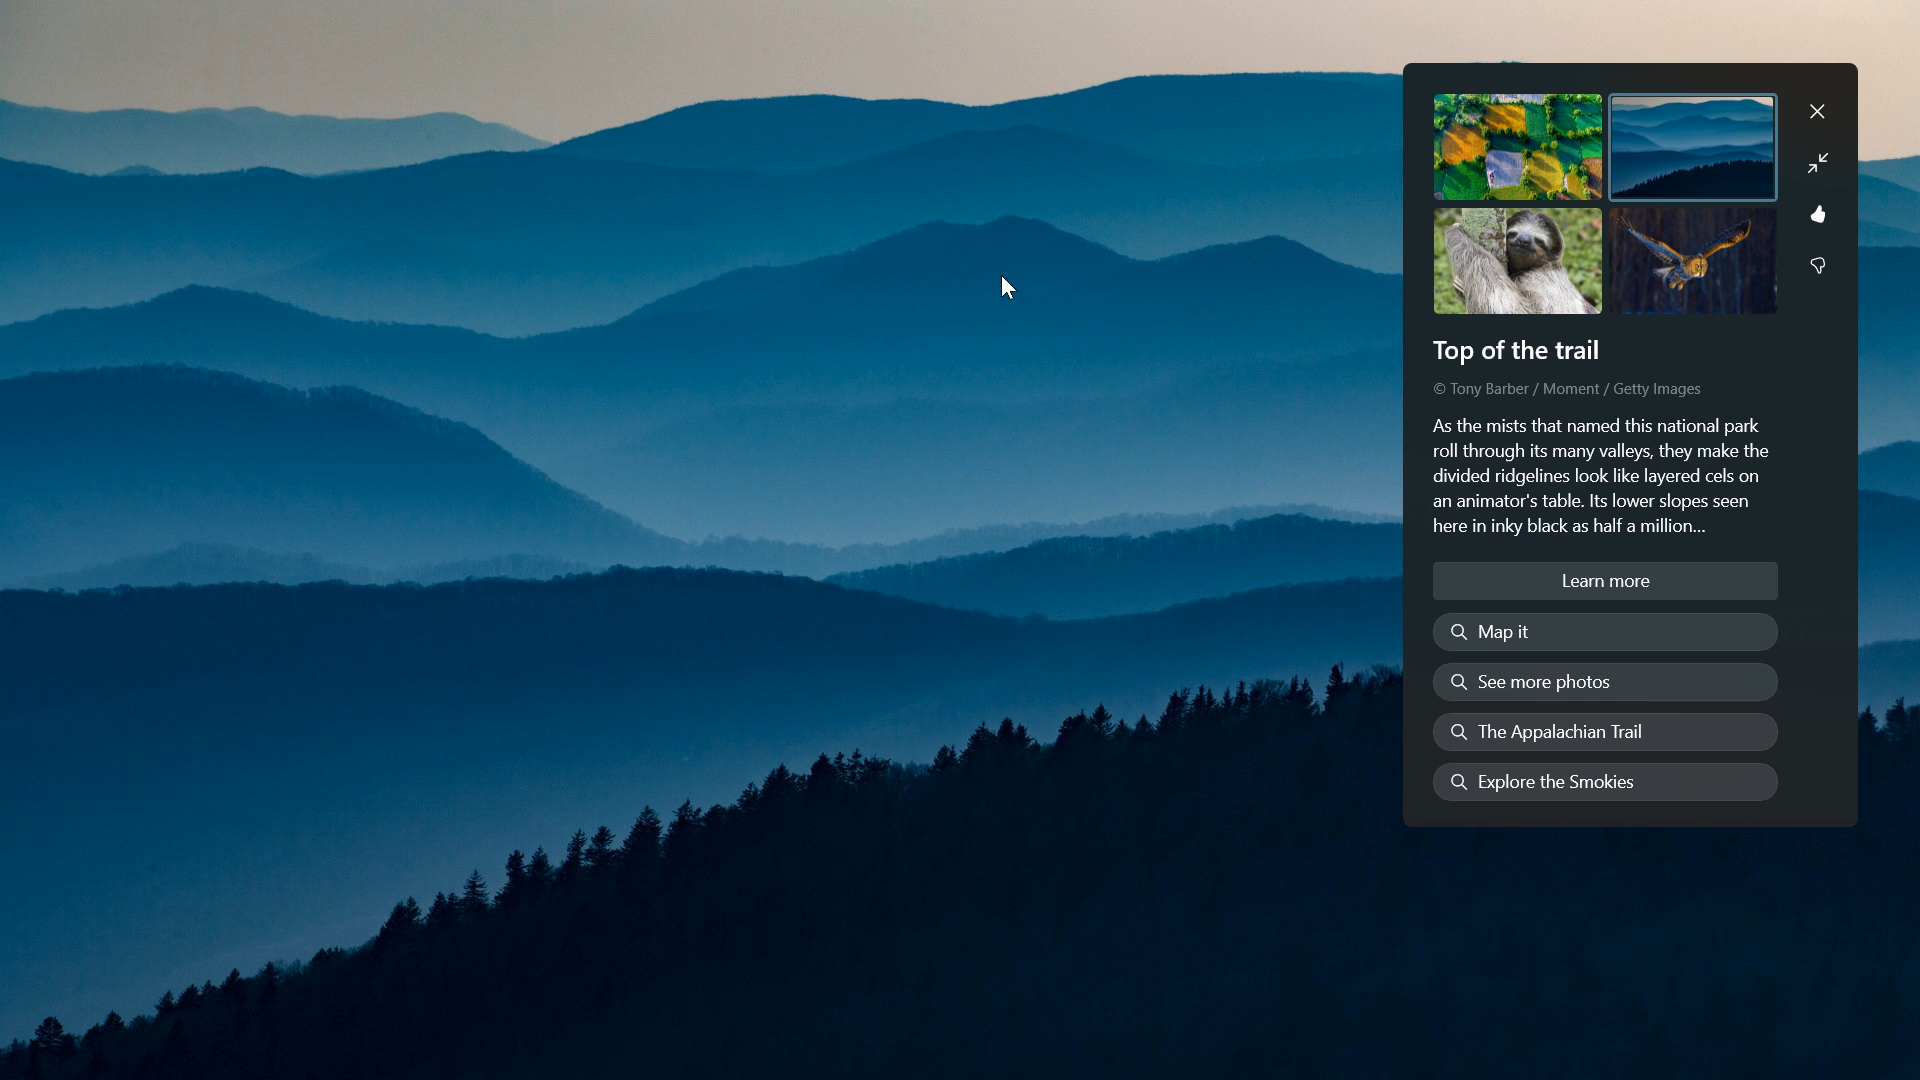 Top of the trail
© Tony Barber / Moment / Getty Images
As the mists that named this national park
roll through its many valleys, they make the
divided ridgelines look like layered cels on
an animator's table. Its lower slopes seen
here in inky black as half a million...
Learn more
Map it
See more photos
The Appalachian Trail
Explore the Smokies